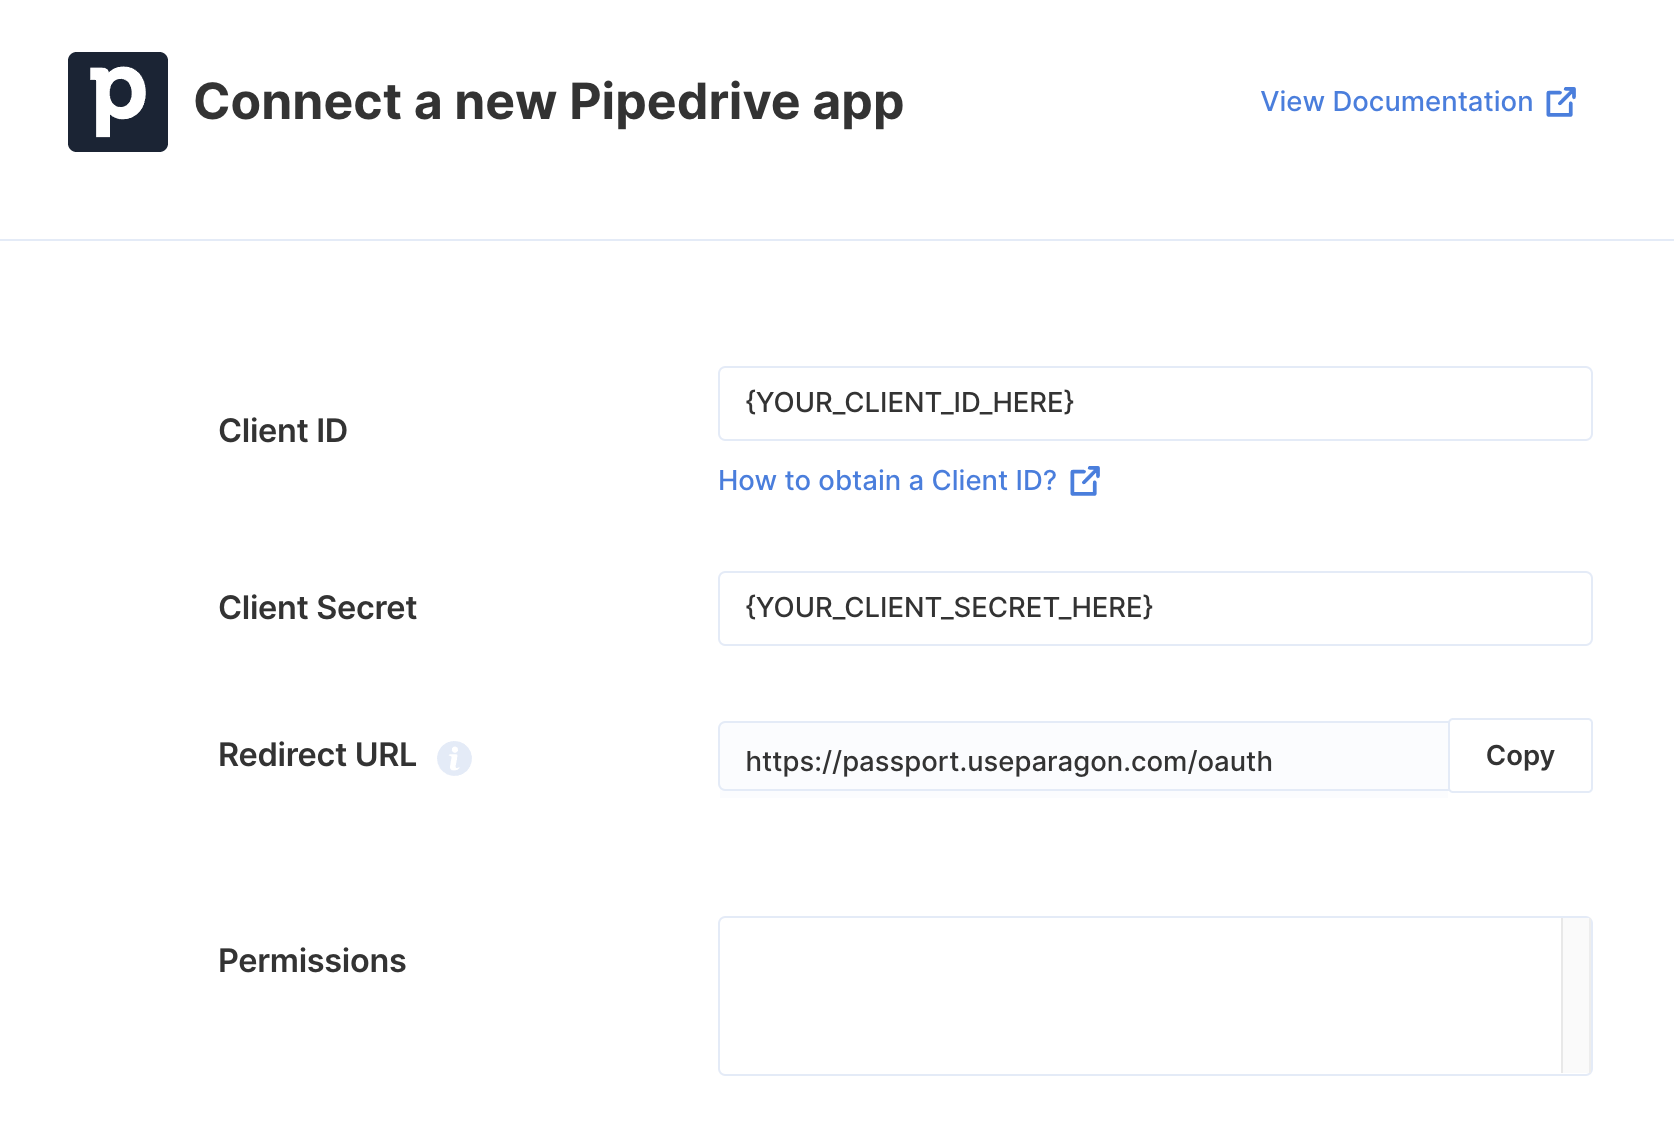 p
Connect a new Pipedrive app
View Documentation
Client ID
{YOUR_CLIENT_ID_HERE}
How to obtain a Client ID?
Client Secret
{YOUR_CLIENT_SECRET_HERE}
Redirect URL
i
https://passport.useparagon.com/oauth
Copy
Permissions